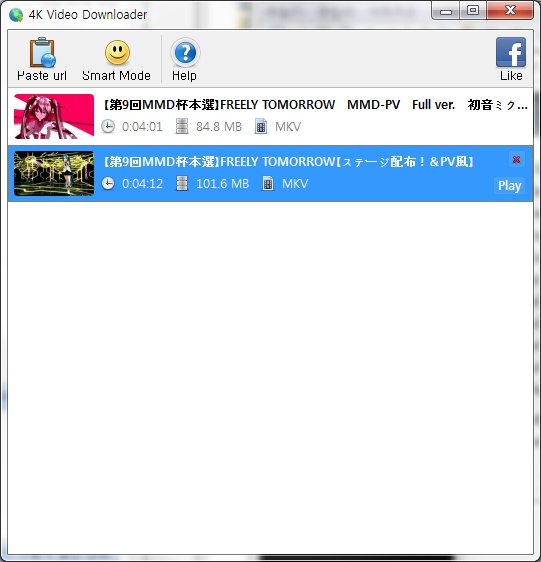 4K Video Downloader
Paste url
Smart Mode
Help
Like
【第9回MMD杯本選】FREELY TOMORROW　MMD-PV　Full ver.　初音ミク...
0:04:01
84.8 MB
MKV
【第9回MMD杯本選】FREELY TOMORROW【ステージ配布！＆PV風】
0:04:12
101.6 MB
MKV
Play